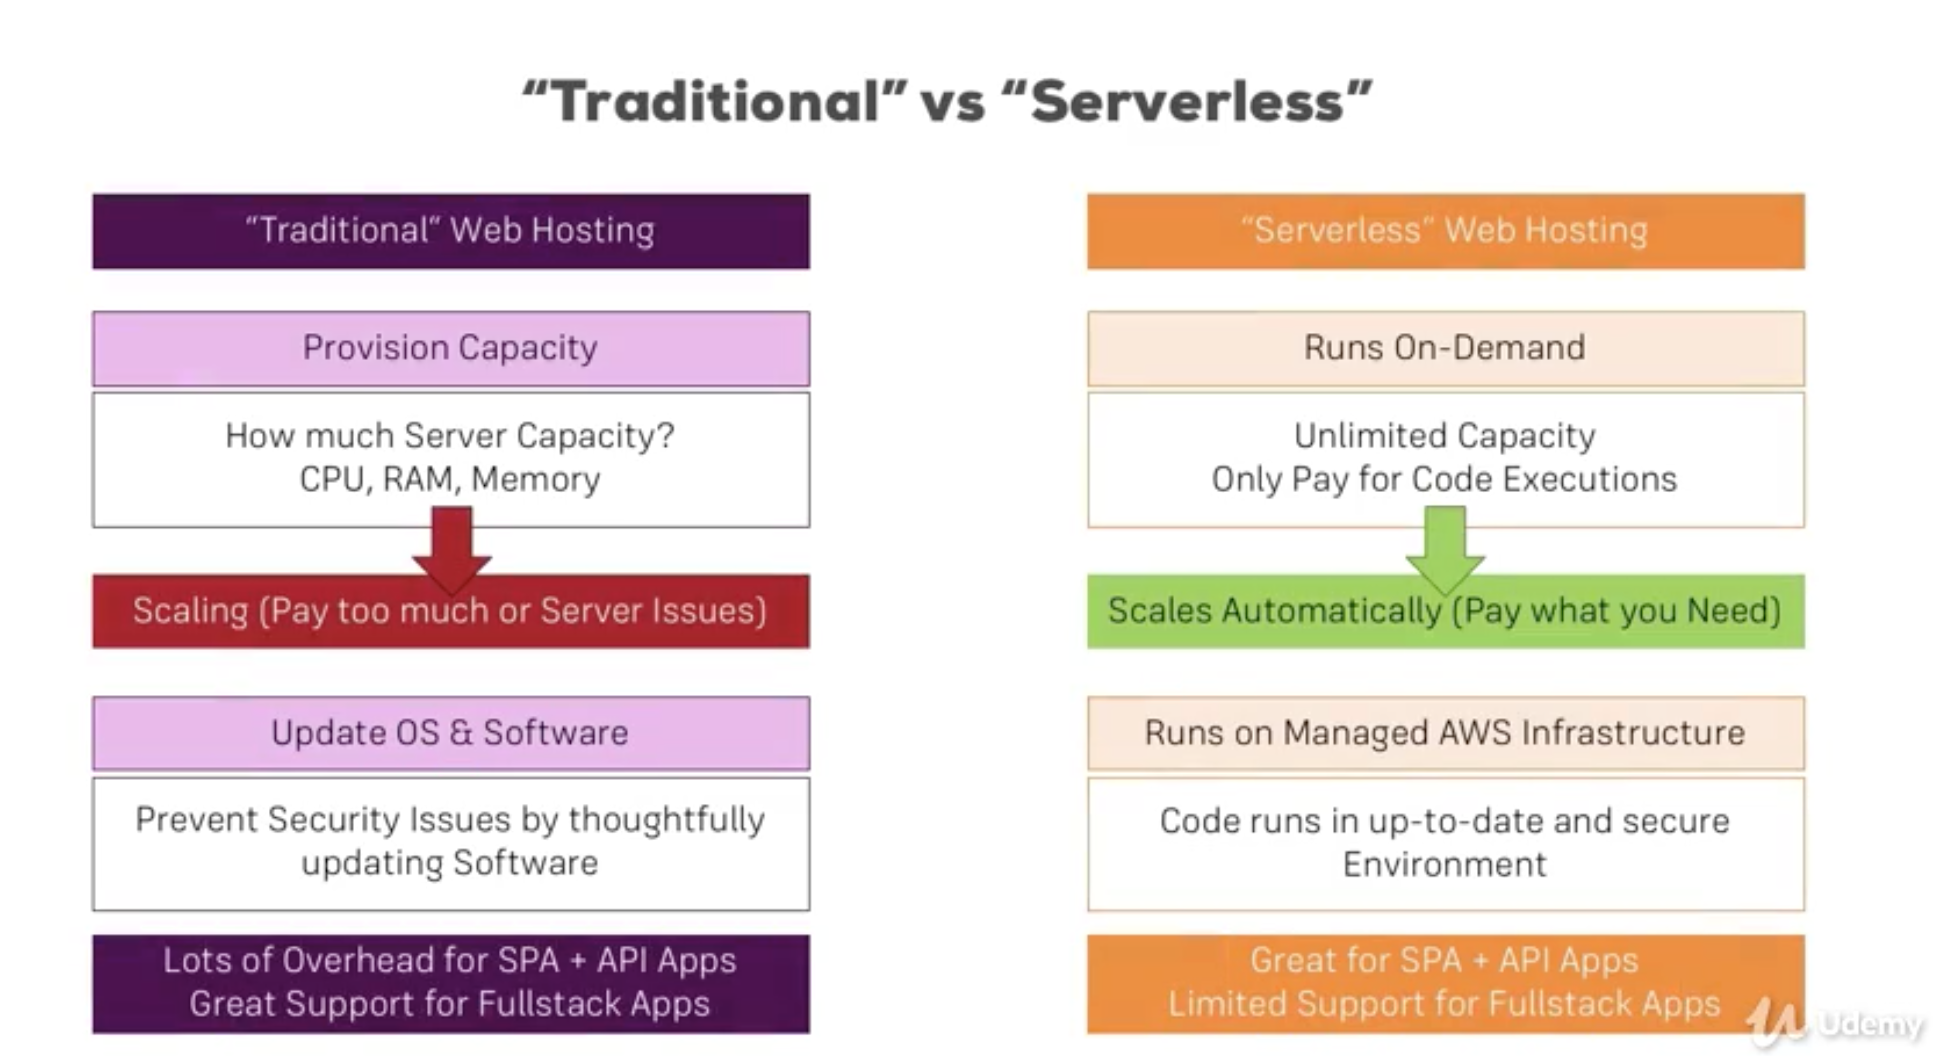 “Traditional” vs “Serverless”
“Traditional” Web Hosting
Provision Capacity
How much Server Capacity?
CPU, RAM, Memory
Scaling (Pay too much or Server Issues)
Update OS & Software
Prevent Security Issues by thoughtfully
updating Software
Lots of Overhead for SPA + API Apps
Great Support for Fullstack Apps
“Serverless” Web Hosting
Runs On-Demand
Unlimited Capacity
Only Pay for Code Executions
Scales Automatically (Pay what you Need)
Runs on Managed AWS Infrastructure
Code runs in up-to-date and secure
Environment
Great for SPA + API Apps
Limited Support for Fullstack Apps
Udemy